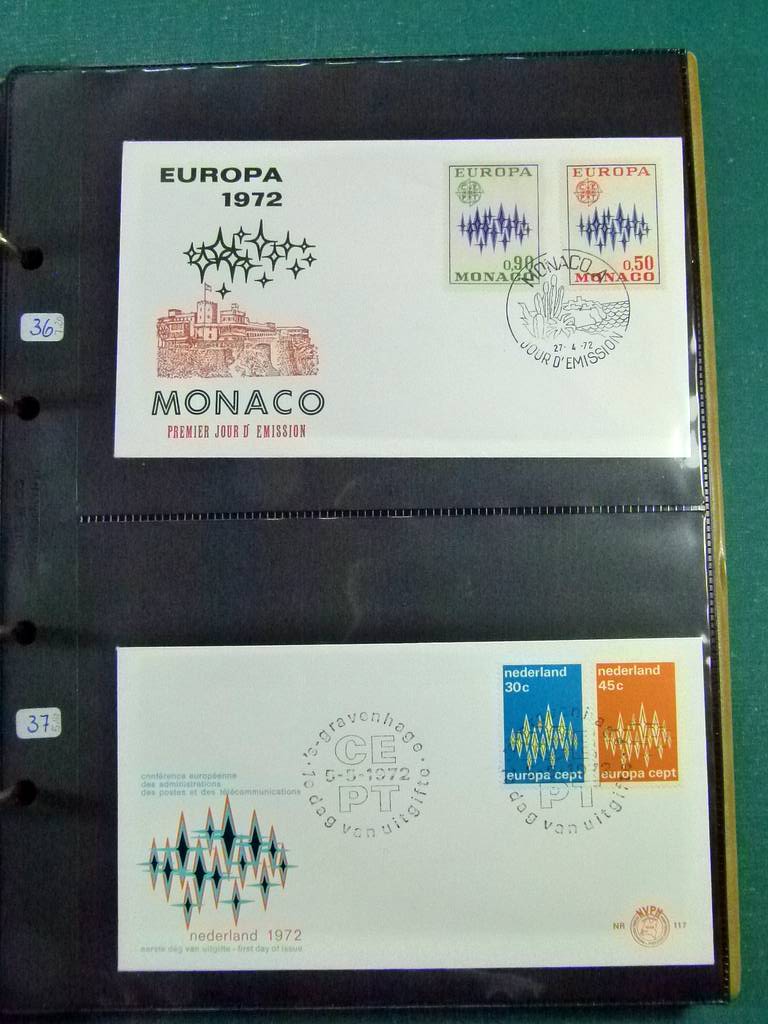 EUROPA
1972
MONACO
PREMIER JOUR D' EMISSION
EUROPA
0,90
MONACO
EUROPA
0,50
MONACO
MONACO A
27-4-72
JOUR D'EMISSION
36
37
conférence européenne
des administrations
des postes et des télécommunications
nederland 1972
eerste dag van uitgifte - first day of issue
's-gravenhage
CE
5-5-1972
PT
1e dag van uitgifte
nederland
30c
europa cept
nederland
45c
europa cept
PT
dag van uitgifte
NR
NVPH
117